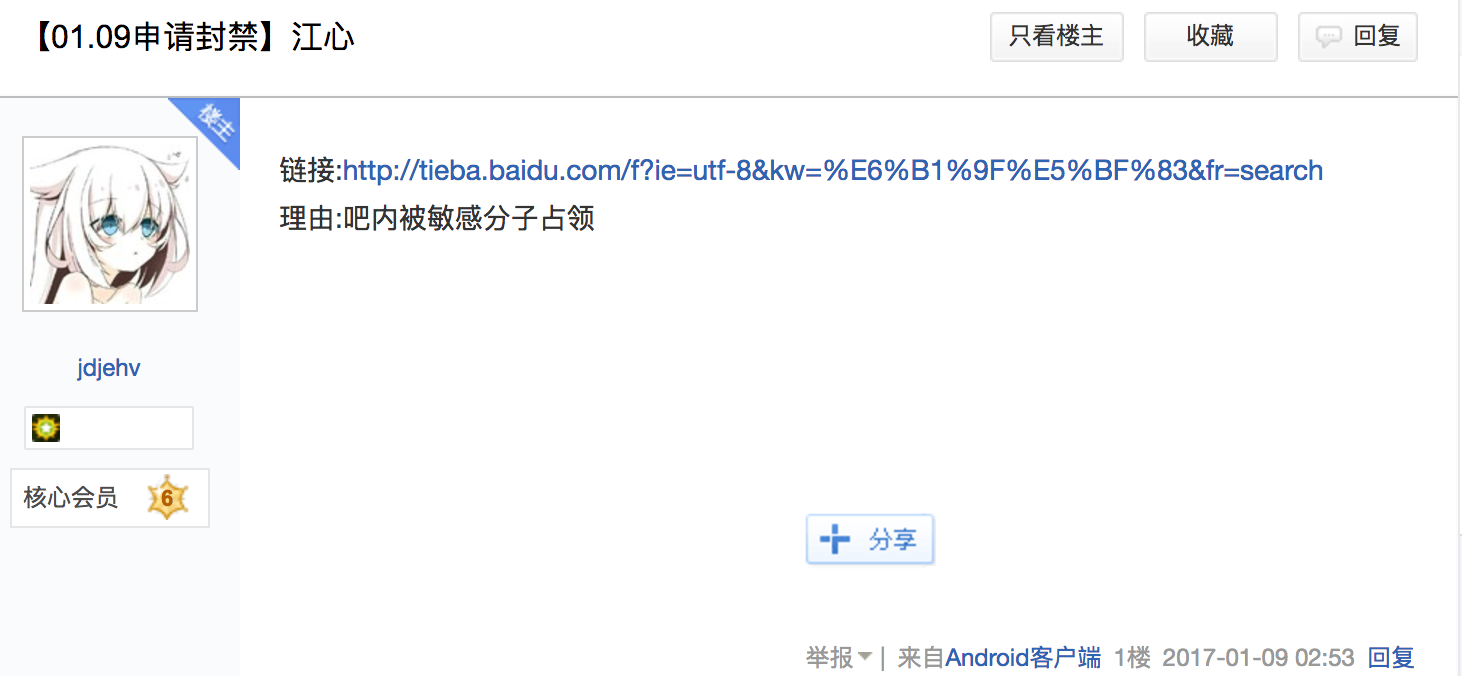 【01.09申请封禁】江心
只看楼主
收藏
回复
楼主
链接:http://tieba.baidu.com/f?ie=utf-8&kw=%E6%B1%9F%E5%BF%83&fr=search
理由:吧内被敏感分子占领
jdjehv
核心会员 6
分享
举报 | 来自Android客户端 1楼 2017-01-09 02:53 回复